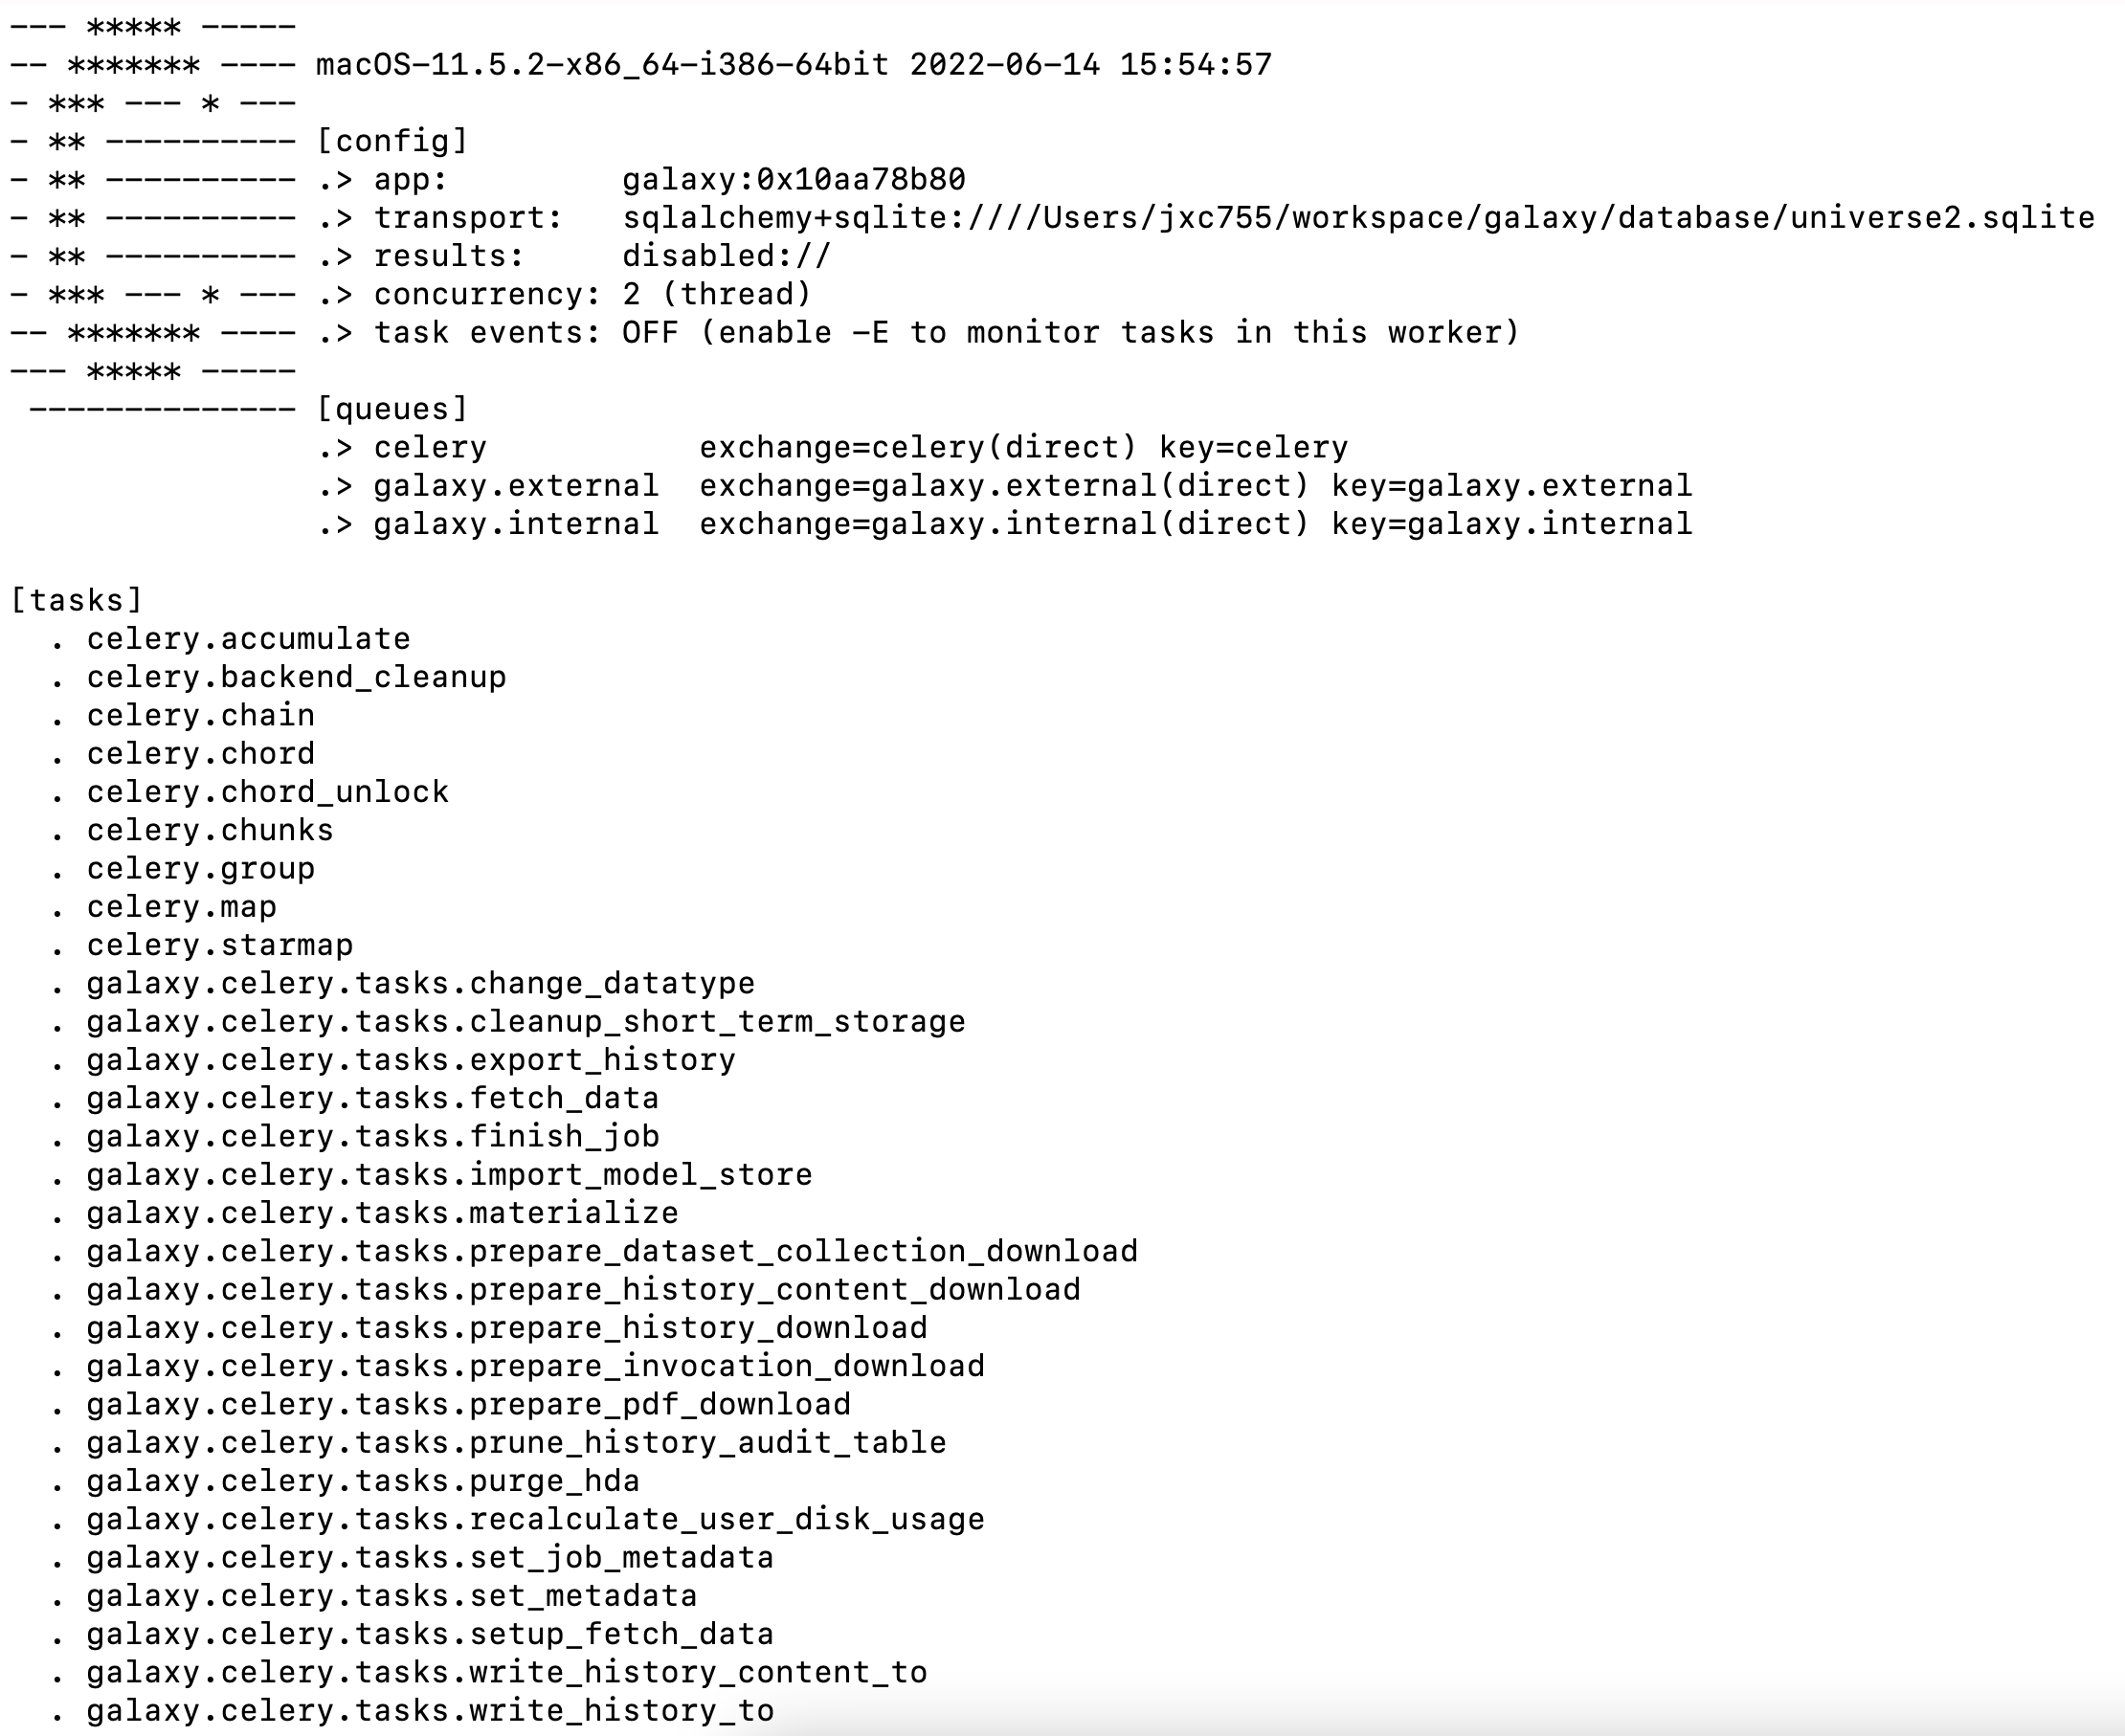 --- ***** -----
-- ******* ---- macOS-11.5.2-x86_64-i386-64bit 2022-06-14 15:54:57
- *** --- * ---
- ** ---------- [config]
- ** ---------- .> app:         galaxy:0x10aa78b80
- ** ---------- .> transport:   sqlalchemy+sqlite:////Users/jxc755/workspace/galaxy/database/universe2.sqlite
- ** ---------- .> results:     disabled://
- *** --- * --- .> concurrency: 2 (thread)
-- ******* ---- .> task events: OFF (enable -E to monitor tasks in this worker)
--- ***** -----
 -------------- [queues]
                .> celery           exchange=celery(direct) key=celery
                .> galaxy.external  exchange=galaxy.external(direct) key=galaxy.external
                .> galaxy.internal  exchange=galaxy.internal(direct) key=galaxy.internal

[tasks]
  . celery.accumulate
  . celery.backend_cleanup
  . celery.chain
  . celery.chord
  . celery.chord_unlock
  . celery.chunks
  . celery.group
  . celery.map
  . celery.starmap
  . galaxy.celery.tasks.change_datatype
  . galaxy.celery.tasks.cleanup_short_term_storage
  . galaxy.celery.tasks.export_history
  . galaxy.celery.tasks.fetch_data
  . galaxy.celery.tasks.finish_job
  . galaxy.celery.tasks.import_model_store
  . galaxy.celery.tasks.materialize
  . galaxy.celery.tasks.prepare_dataset_collection_download
  . galaxy.celery.tasks.prepare_history_content_download
  . galaxy.celery.tasks.prepare_history_download
  . galaxy.celery.tasks.prepare_invocation_download
  . galaxy.celery.tasks.prepare_pdf_download
  . galaxy.celery.tasks.prune_history_audit_table
  . galaxy.celery.tasks.purge_hda
  . galaxy.celery.tasks.recalculate_user_disk_usage
  . galaxy.celery.tasks.set_job_metadata
  . galaxy.celery.tasks.set_metadata
  . galaxy.celery.tasks.setup_fetch_data
  . galaxy.celery.tasks.write_history_content_to
  . galaxy.celery.tasks.write_history_to